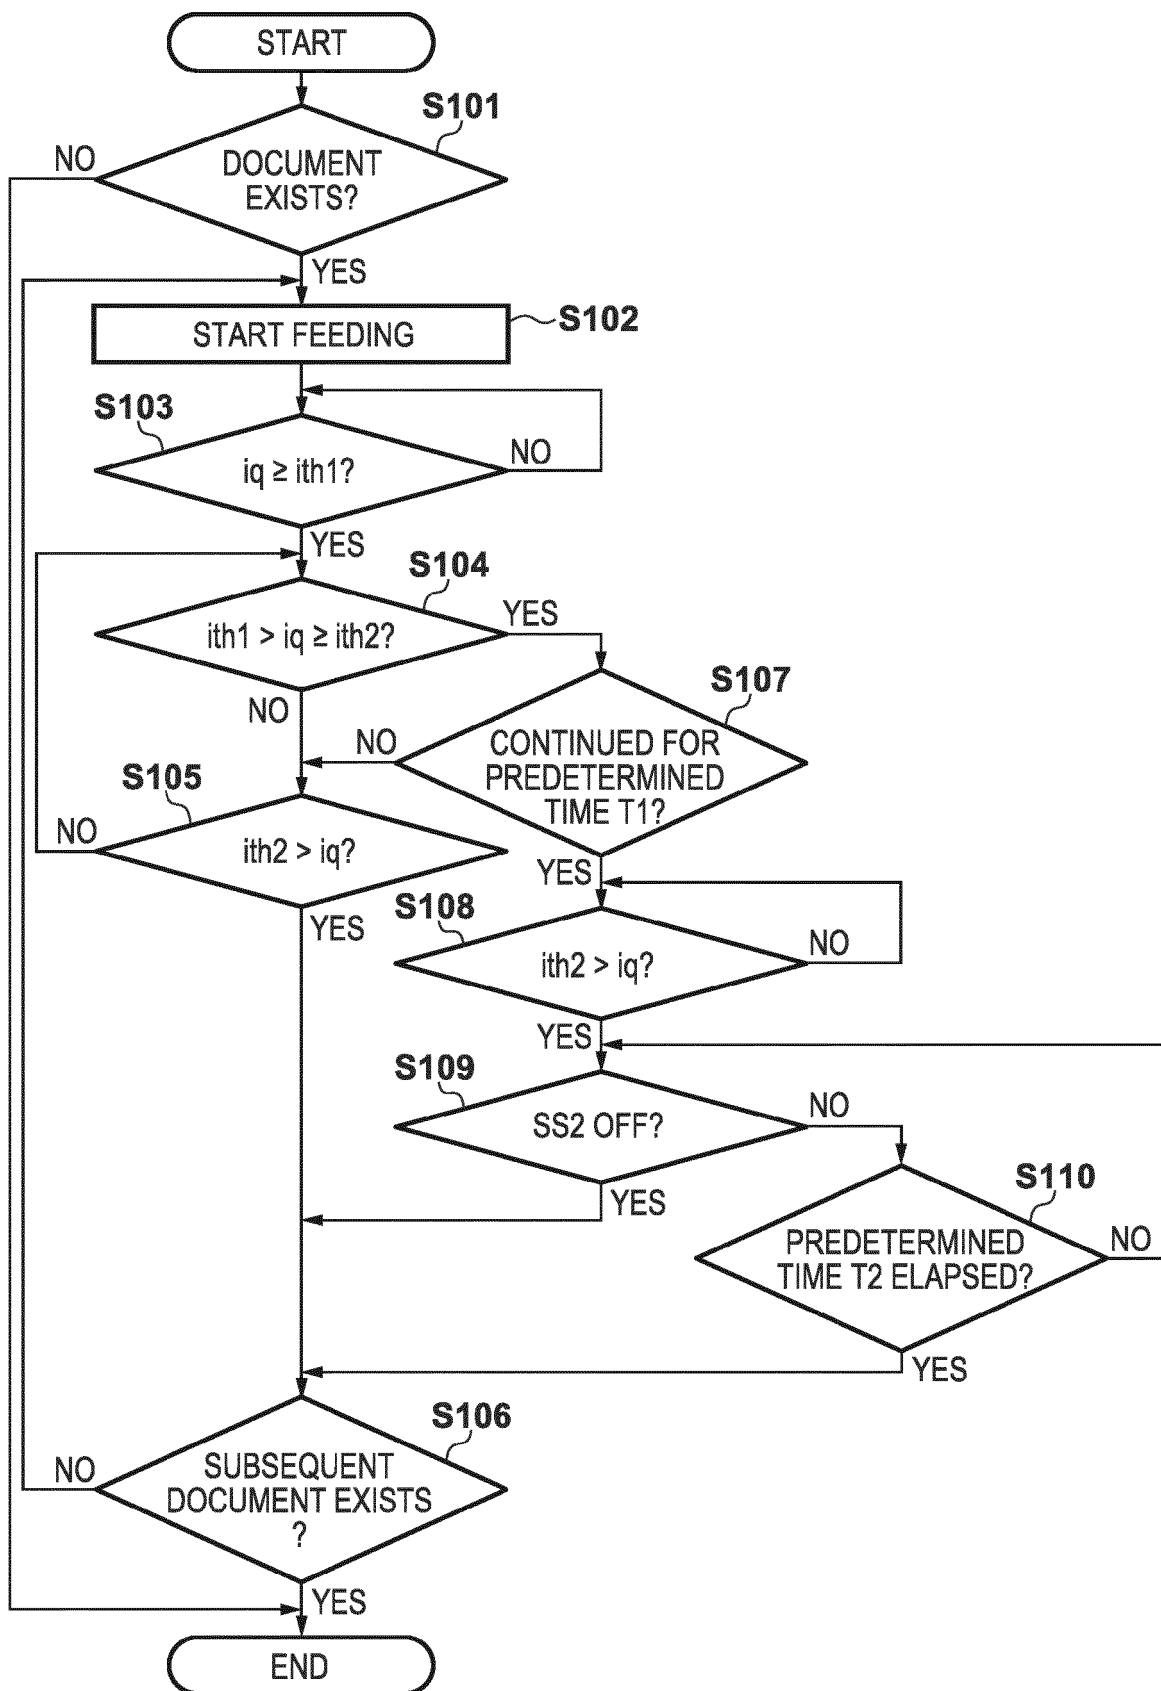 START
S101
NO
DOCUMENT
EXISTS?
YES
START FEEDING
S102
S103
NO
iq ≥ ith1?
YES
S104
YES
ith1 > iq ≥ ith2?
S107
NO
NO
CONTINUED FOR
PREDETERMINED
TIME T1?
S105
NO
ith2 > iq?
YES
YES
S108
NO
ith2 > iq?
YES
S109
NO
SS2 OFF?
YES
S110
NO
PREDETERMINED
TIME T2 ELAPSED?
YES
S106
NO
SUBSEQUENT
DOCUMENT EXISTS
?
YES
END